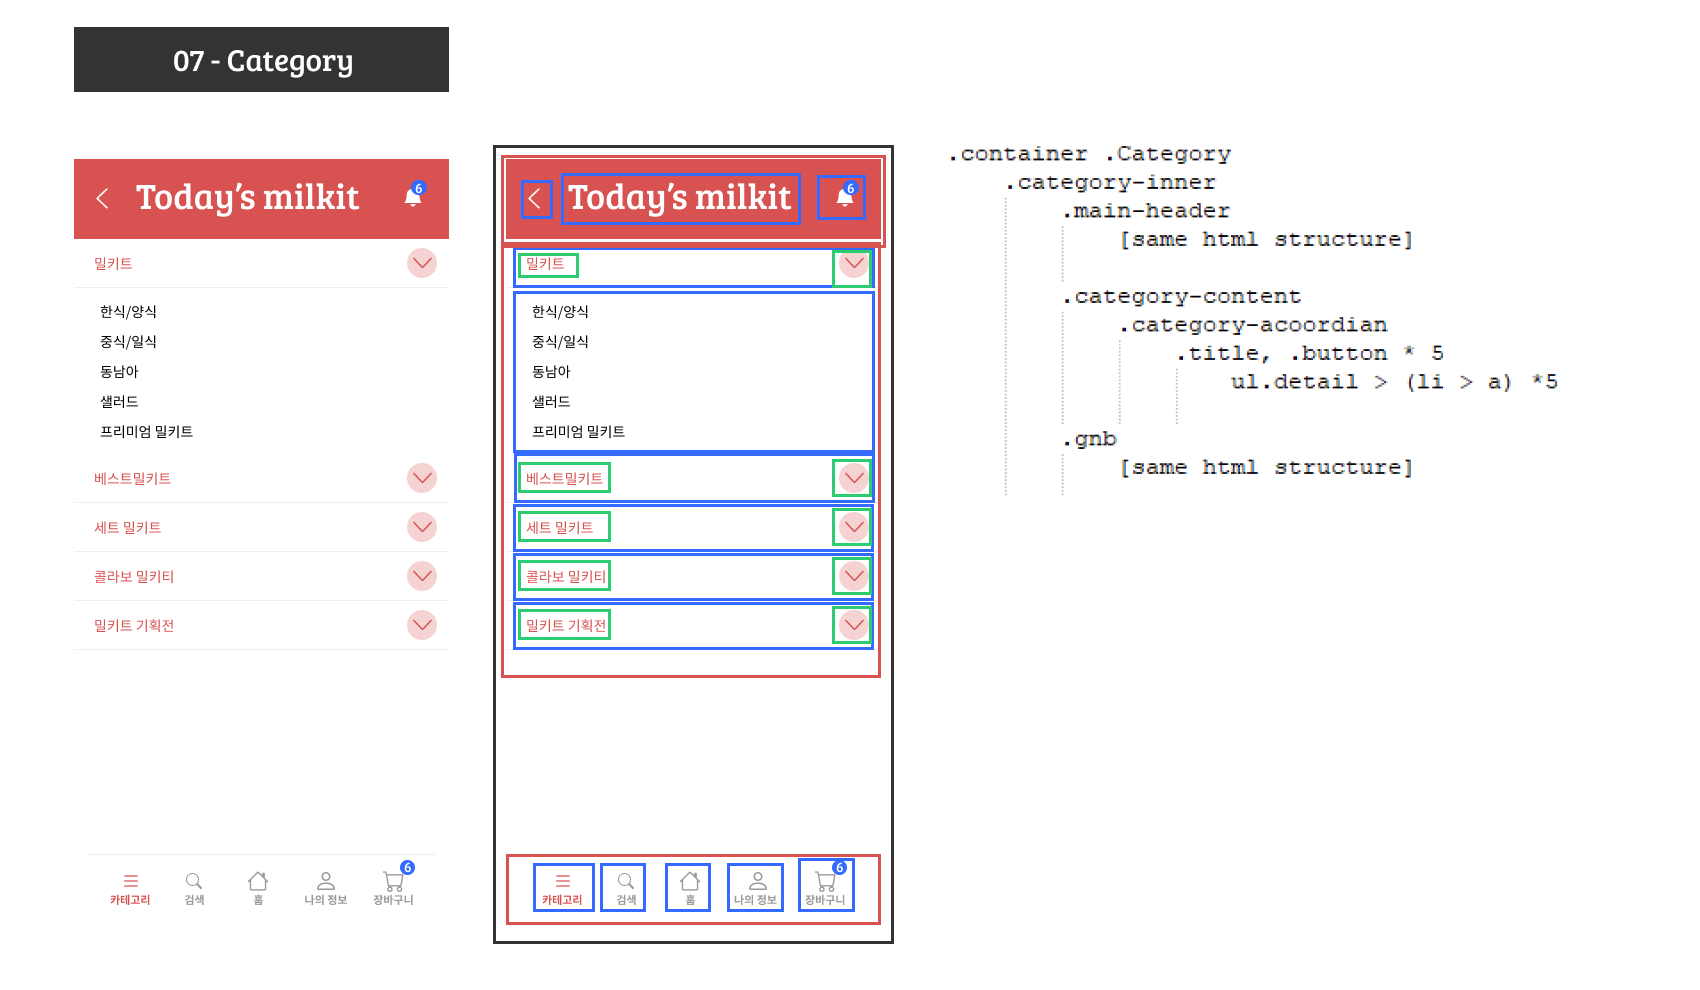 07 - Category
Today's milkit
6
밀키트
한식/양식
중식/일식
동남아
샐러드
프리미엄 밀키트
베스트밀키트
세트 밀키트
콜라보 밀키티
밀키트 기획전
6
카테고리
검색
홈
나의 정보
장바구니
Today's milkit
6
밀키트
한식/양식
중식/일식
동남아
샐러드
프리미엄 밀키트
베스트밀키트
세트 밀키트
콜라보 밀키티
밀키트 기획전
6
카테고리
검색
홈
나의 정보
장바구니
.container .Category
.category-inner
.main-header
[same html structure]
.category-content
.category-acoordian
.title, .button * 5
ul.detail > (li > a) *5
.gnb
[same html structure]